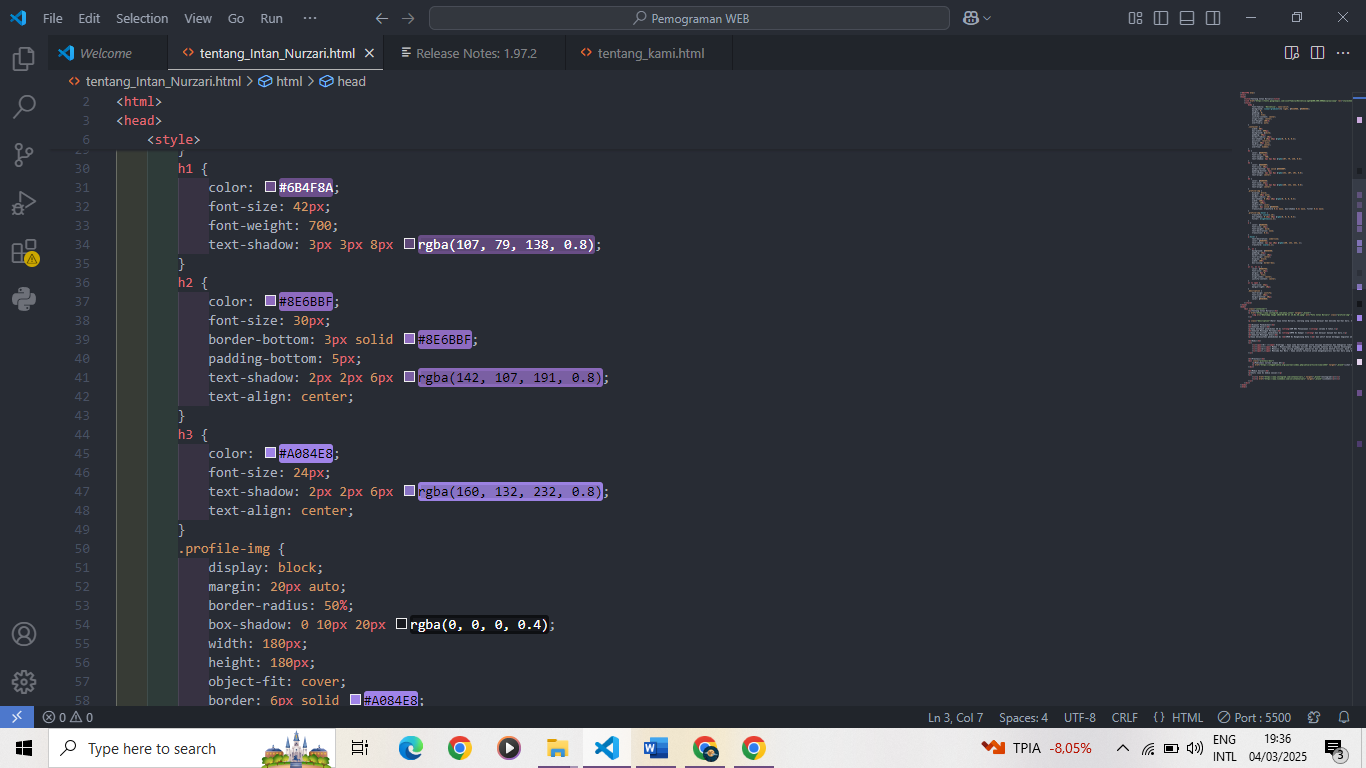 File Edit Selection View Go Run ··· Pemograman WEB
Welcome tentang_Intan_Nurzari.html Release Notes: 1.97.2 tentang_kami.html
tentang_Intan_Nurzari.html > html > head
2 <html>
3 <head>
6 <style>
30 h1 {
31 color: #6B4F8A;
32 font-size: 42px;
33 font-weight: 700;
34 text-shadow: 3px 3px 8px rgba(107, 79, 138, 0.8);
35 }
36 h2 {
37 color: #8E6BBF;
38 font-size: 30px;
39 border-bottom: 3px solid #8E6BBF;
40 padding-bottom: 5px;
41 text-shadow: 2px 2px 6px rgba(142, 107, 191, 0.8);
42 text-align: center;
43 }
44 h3 {
45 color: #A084E8;
46 font-size: 24px;
47 text-shadow: 2px 2px 6px rgba(160, 132, 232, 0.8);
48 text-align: center;
49 }
50 .profile-img {
51 display: block;
52 margin: 20px auto;
53 border-radius: 50%;
54 box-shadow: 0 10px 20px rgba(0, 0, 0, 0.4);
55 width: 180px;
56 height: 180px;
57 object-fit: cover;
58 border: 6px solid #A084E8;
0 0 Ln 3, Col 7 Spaces: 4 UTF-8 CRLF {} HTML Port : 5500
Type here to search TPIA -8.05% ENG INTL 19:36 04/03/2025 3